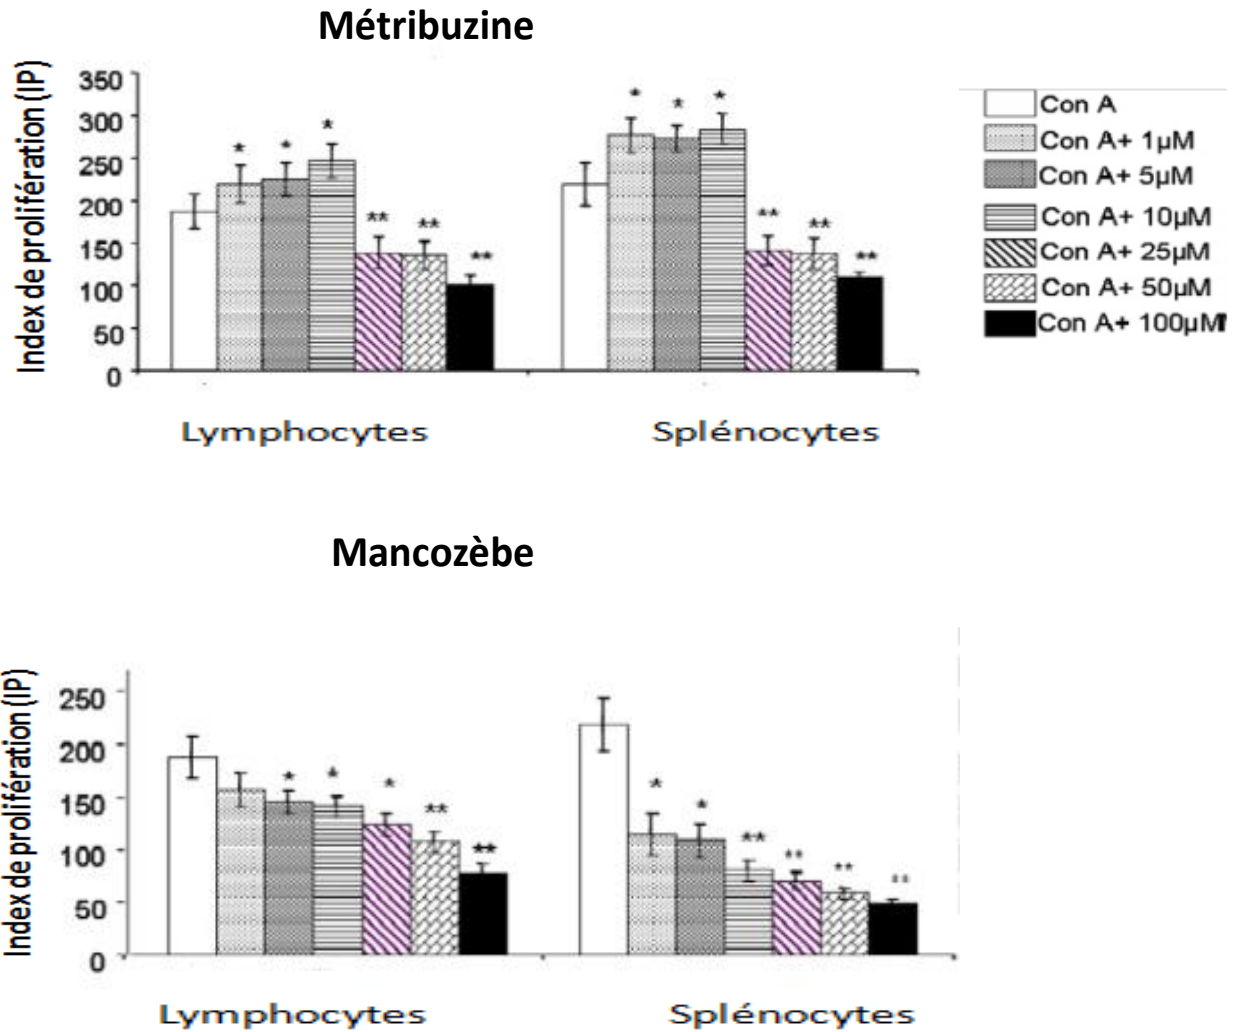 Métribuzine
Index de prolifération (IP)
350
300
250
200
150
100
50
0
* * * ** ** **
* * * ** ** **
Lymphocytes
Splénocytes
Con A
Con A+ 1µM
Con A+ 5µM
Con A+ 10µM
Con A+ 25µM
Con A+ 50µM
Con A+ 100µM
Mancozèbe
Index de prolifération (IP)
250
200
150
100
50
0
* * * ** **
* * ** ** ** **
Lymphocytes
Splénocytes